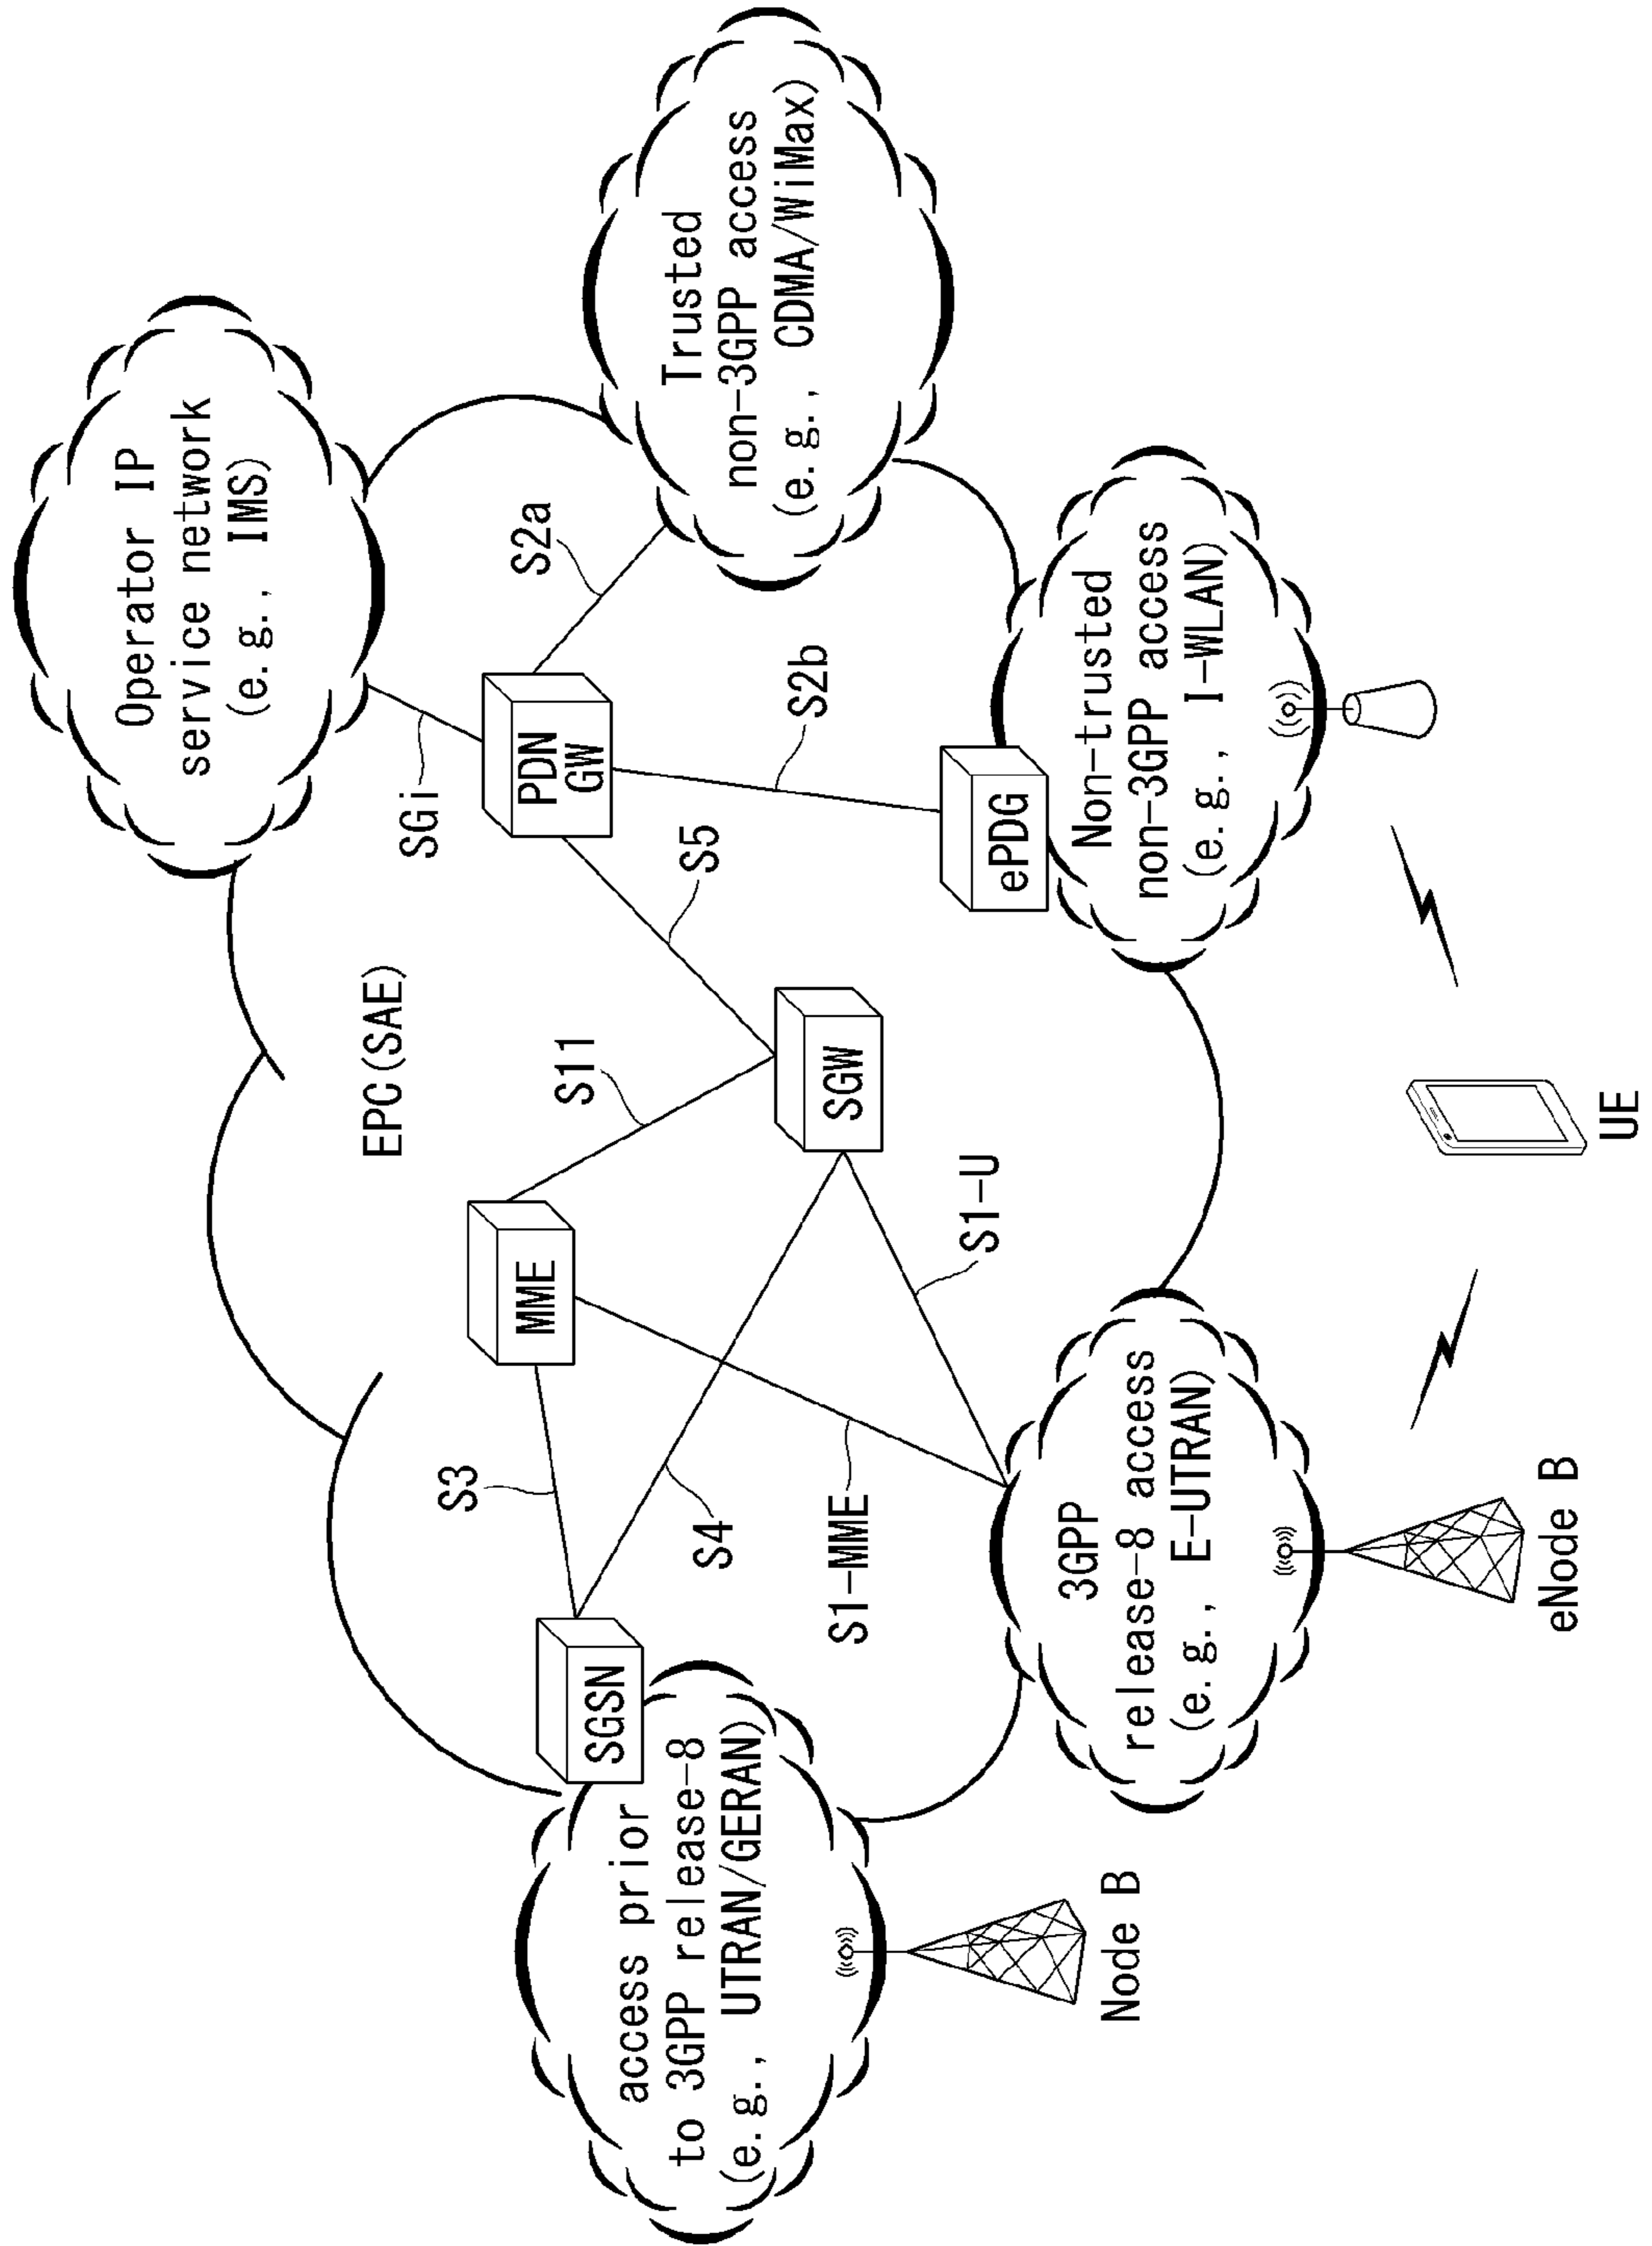 Operator IP
service network
(e.g., IMS)
EPC(SAE)
SGi
S2a
PDN
GW
Trusted
non-3GPP access
(e.g., CDMA/WiMax)
S3
MME
S11
S5
S2b
SGSN
access prior
to 3GPP release-8
(e.g., UTRAN/GERAN)
S4
SGW
S1-MME
S1-U
ePDG
3GPP
release-8 access
(e.g., E-UTRAN)
Non-trusted
non-3GPP access
(e.g., I-WLAN)
Node B
eNode B
UE